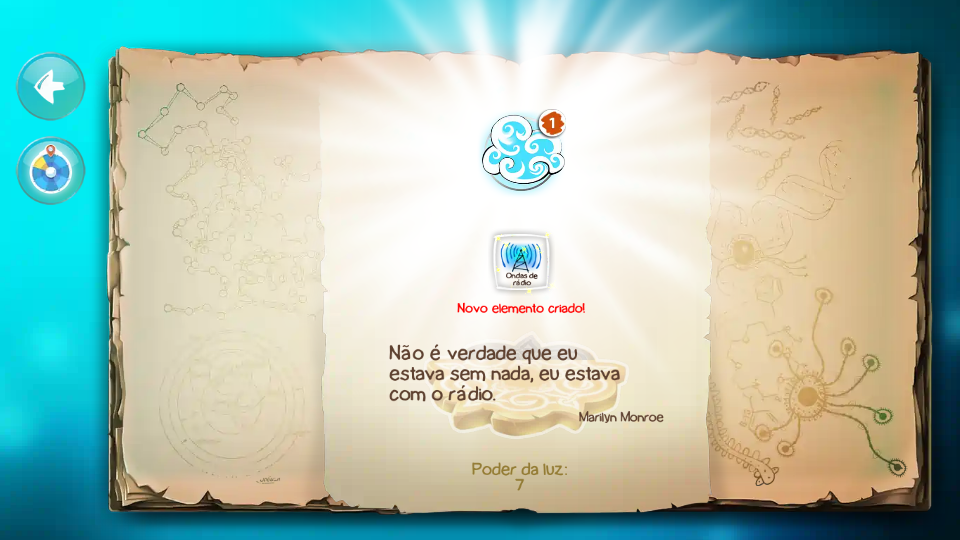 1
Ondas de
rádio
Novo elemento criado!
Não é verdade que eu
estava sem nada, eu estava
com o rádio.
Marilyn Monroe
Poder da luz:
7